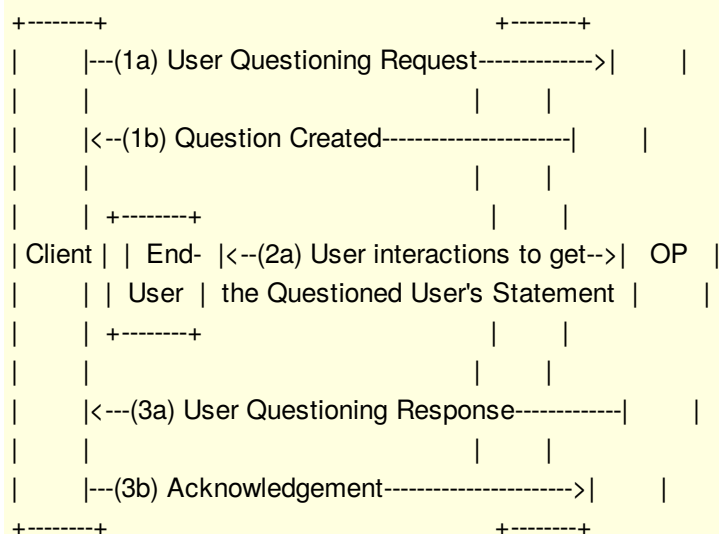 +--------+ +--------+
| |---(1a) User Questioning Request-------------->| |
| | | |
| |<--(1b) Question Created-----------------------| |
| | | |
| | +--------+ | |
| Client | | End- |<--(2a) User interactions to get-->| OP |
| | | User | the Questioned User's Statement | |
| | +--------+ | |
| | | |
| |<---(3a) User Questioning Response-------------| |
| | | |
| |---(3b) Acknowledgement----------------------->| |
+--------+ +--------+